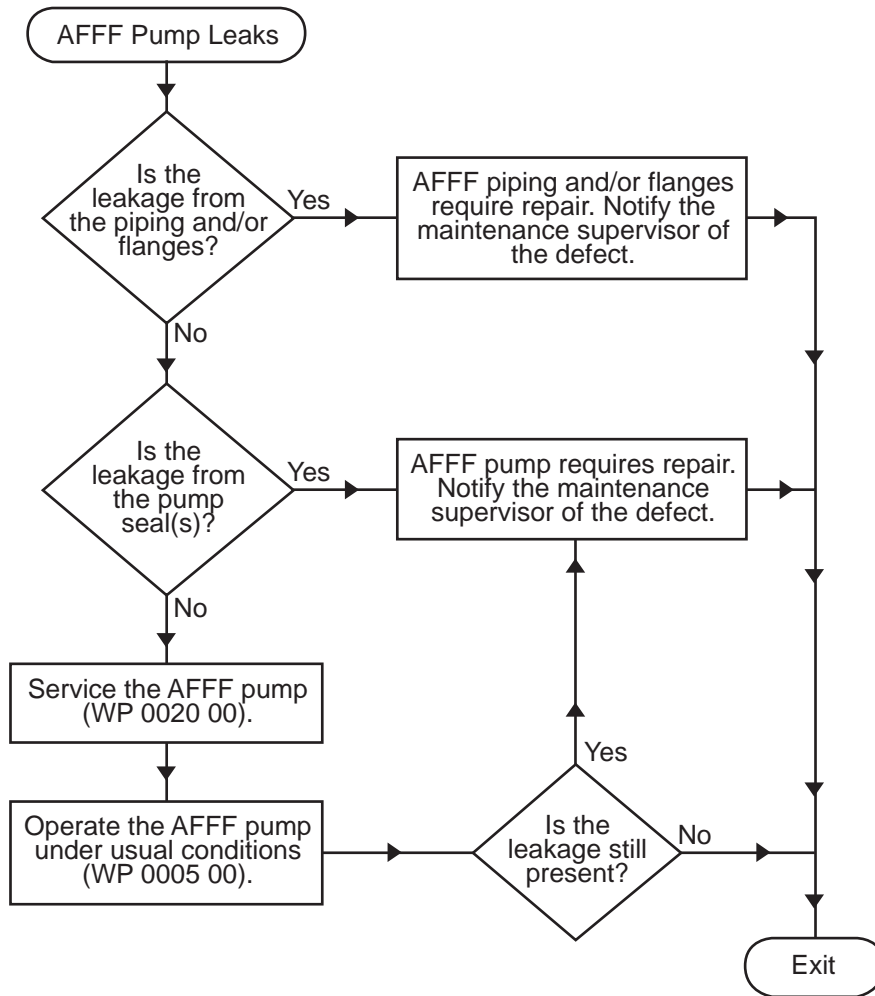 AFFF Pump Leaks
Is the
leakage from
the piping and/or
flanges?
Yes
AFFF piping and/or flanges
require repair. Notify the
maintenance supervisor of
the defect.
No
Is the
leakage from
the pump
seal(s)?
Yes
AFFF pump requires repair.
Notify the maintenance
supervisor of the defect.
No
Service the AFFF pump
(WP 0020 00).
Operate the AFFF pump
under usual conditions
(WP 0005 00).
Is the
leakage still
present?
Yes
No
Exit